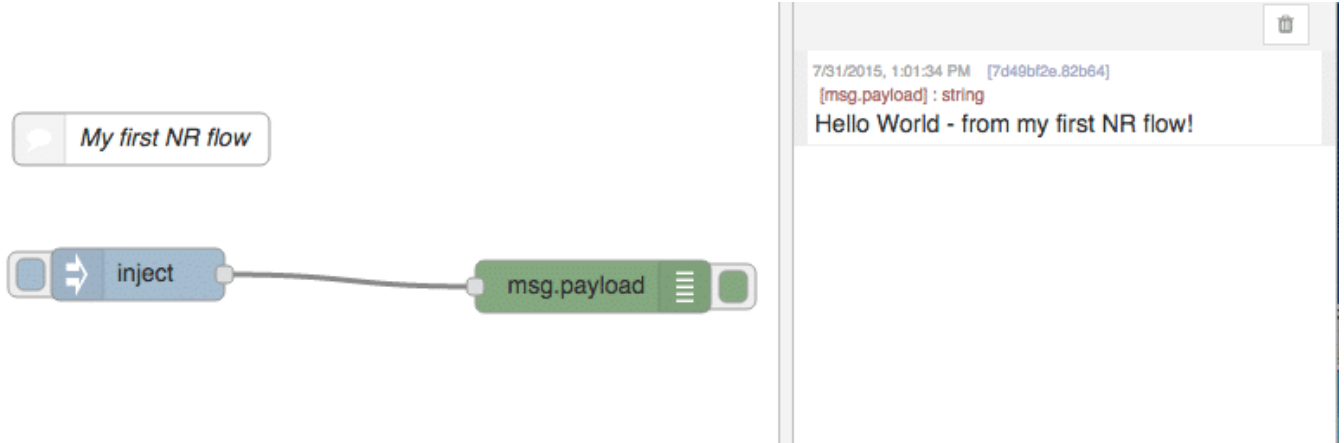 My first NR flow
inject
msg.payload
7/31/2015, 1:01:34 PM [7d49bf2e.82b64]
[msg.payload] : string
Hello World - from my first NR flow!